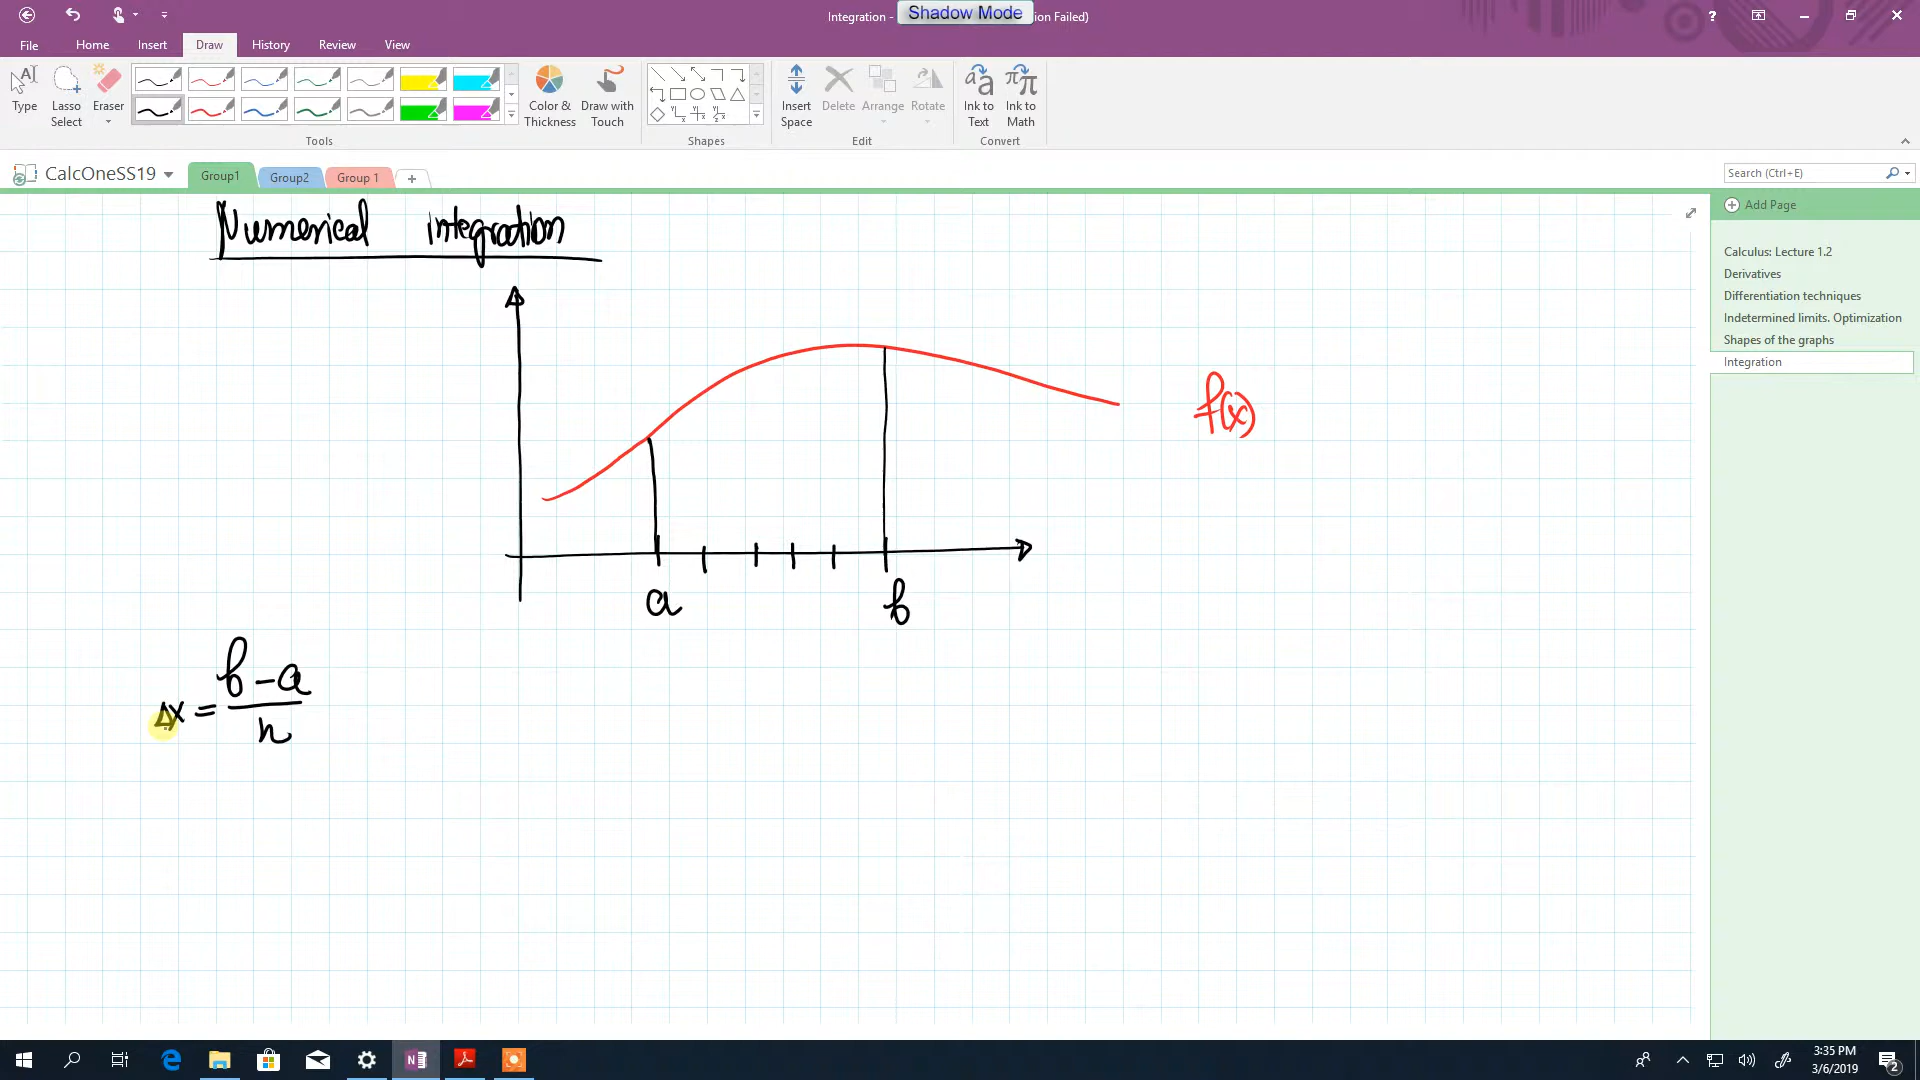 Integration - Shadow Mode ion Failed)
File Home Insert Draw History Review View
Type
Lasso Select
Eraser
Color & Thickness
Draw with Touch
Insert Space
Delete
Arrange
Rotate
Ink to Text
Ink to Math
Tools
Shapes
Edit
Convert
CalcOneSS19 Group1 Group2 Group 1
Search (Ctrl+E)
Add Page
Calculus: Lecture 1.2
Derivatives
Differentiation techniques
Indetermined limits. Optimization
Shapes of the graphs
Integration
Numerical integration
f(x)
a b
Δx = b - a
n
3:35 PM
3/6/2019
2